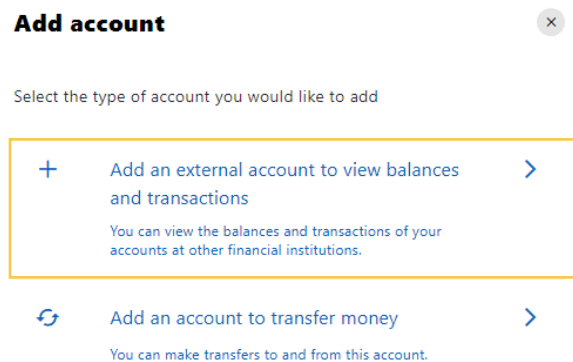 Add account
Select the type of account you would like to add
Add an external account to view balances
and transactions
You can view the balances and transactions of your
accounts at other financial institutions.
Add an account to transfer money
You can make transfers to and from this account.